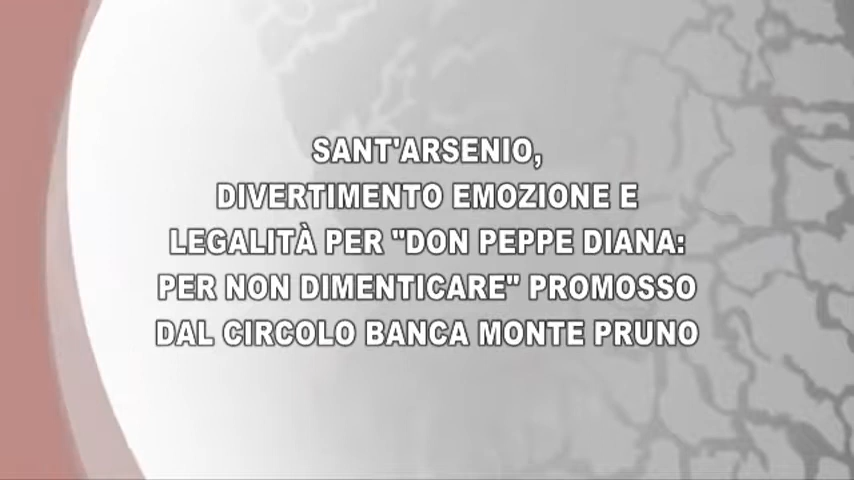 SANT'ARSENIO,
DIVERTIMENTO EMOZIONE E
LEGALITÀ PER "DON PEPPE DIANA:
PER NON DIMENTICARE" PROMOSSO
DAL CIRCOLO BANCA MONTE PRUNO